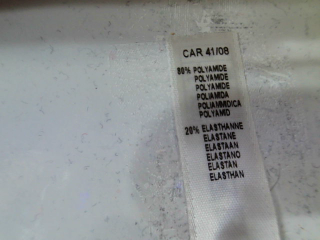 CAR 41/08
80% POLYAMIDE
POLYAMIDE
POLYAMIDE
POLIAMIDA
POLIAMMIDICA
POLYAMID
20% ELASTHANNE
ELASTANE
ELASTAAN
ELASTANO
ELASTAN
ELASTHAN